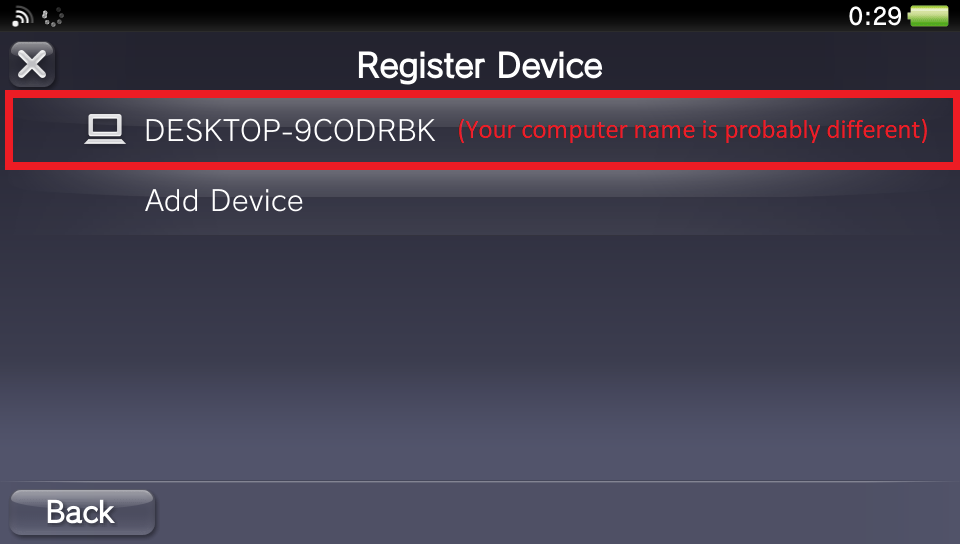 0:29
Register Device
DESKTOP-9CODRBK (Your computer name is probably different)
Add Device
Back